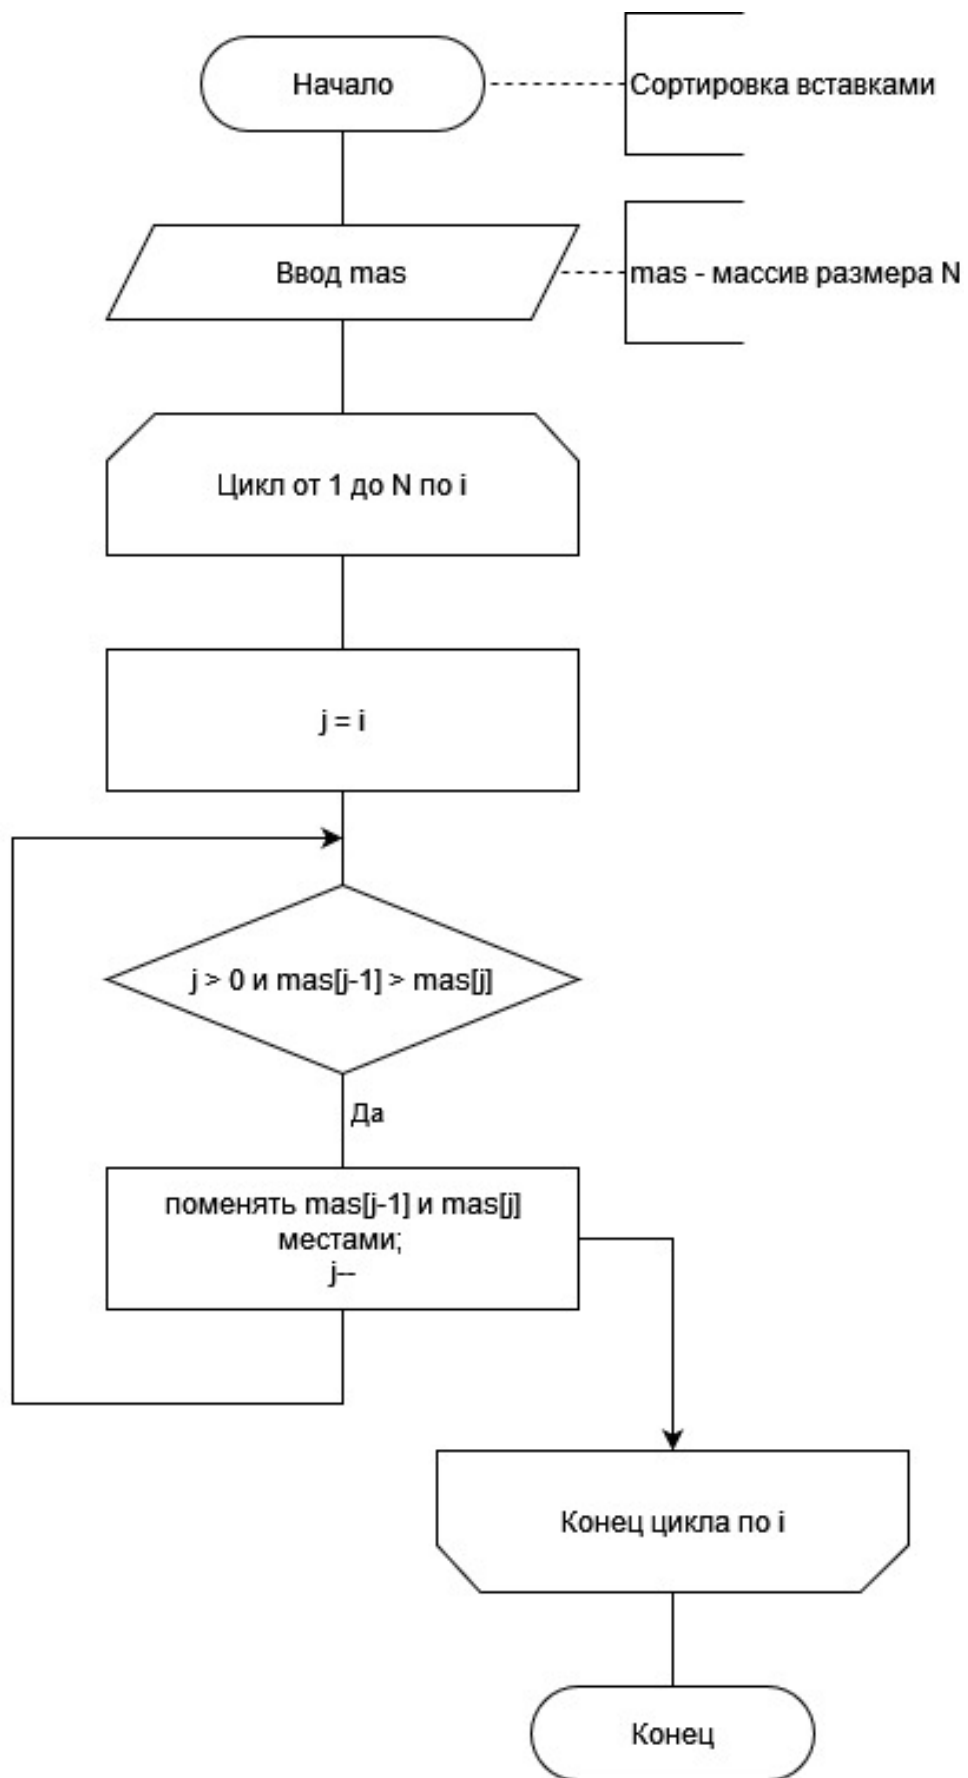 Начало
Сортировка вставками
Ввод mas
mas - массив размера N
Цикл от 1 до N по i
j = i
j > 0 и mas[j-1] > mas[j]
Да
поменять mas[j-1] и mas[j]
местами;
j--
Конец цикла по i
Конец